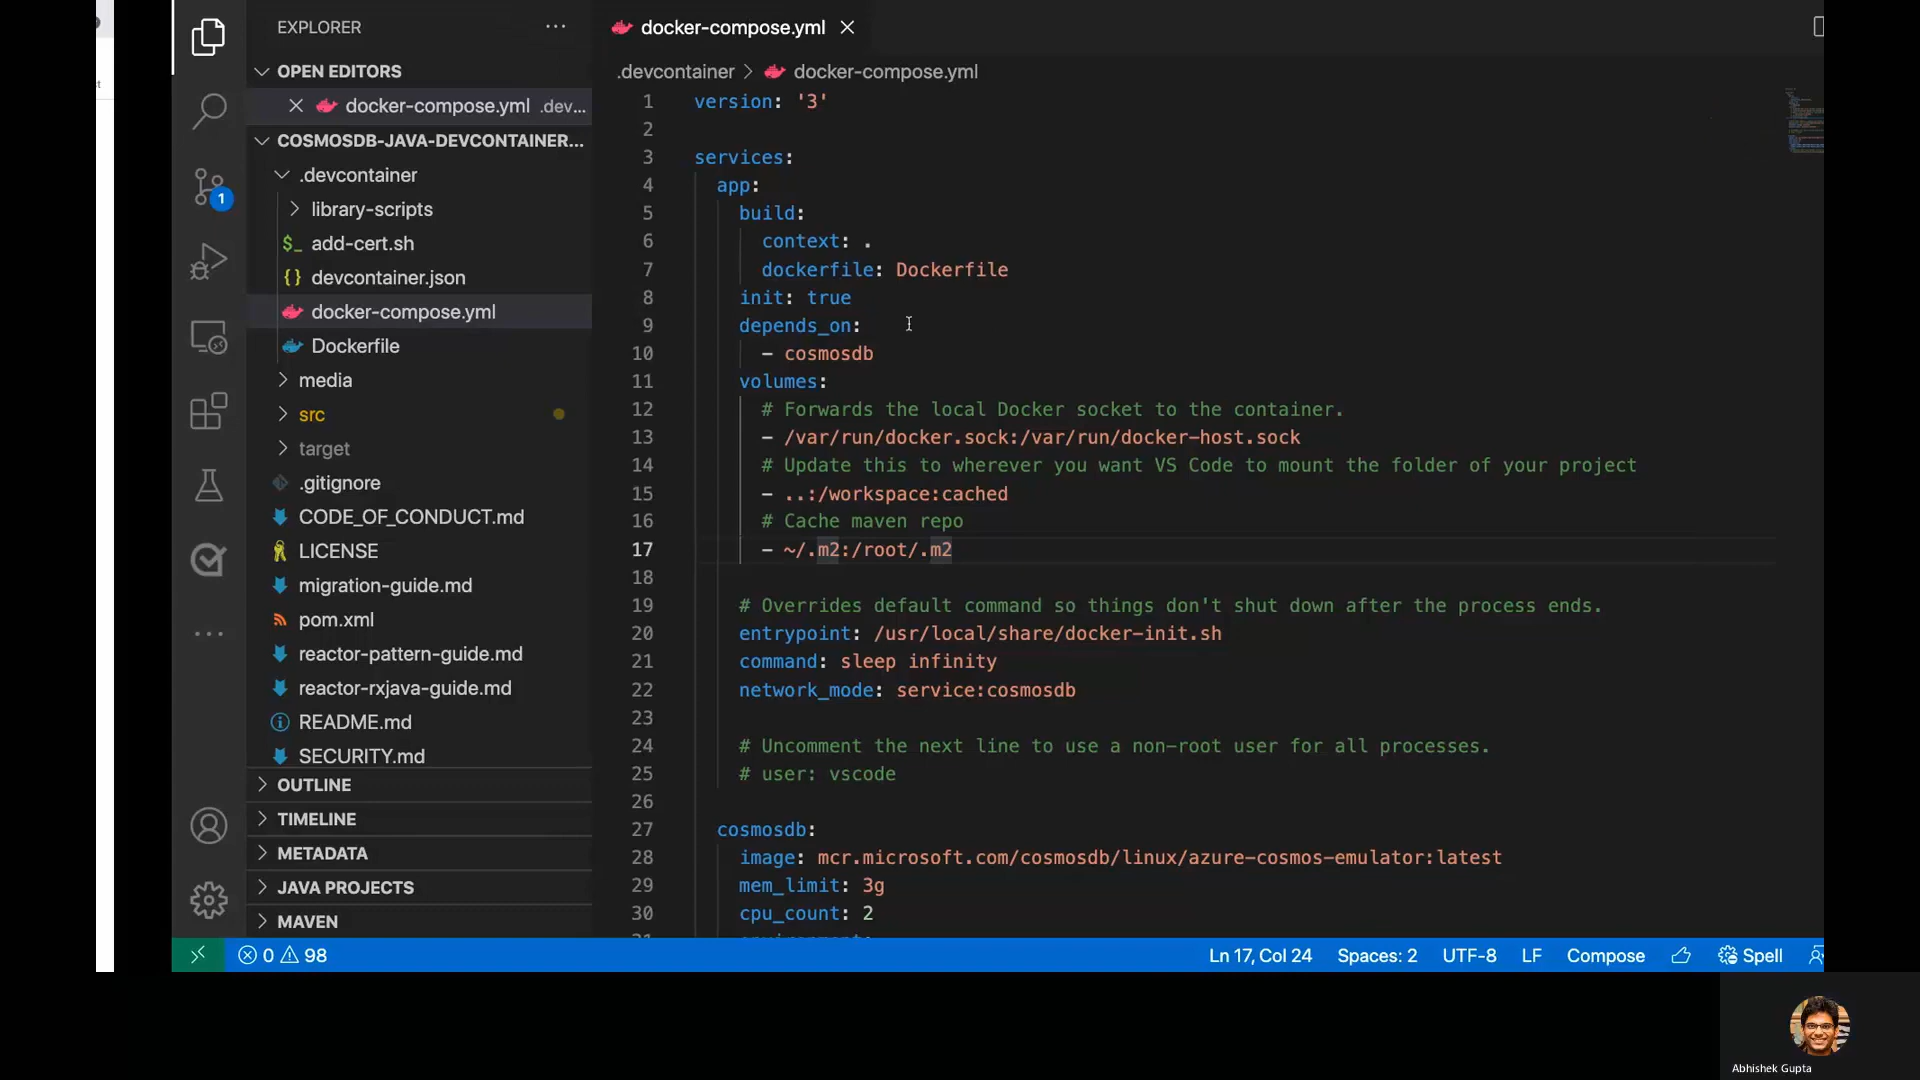 EXPLORER
docker-compose.yml
OPEN EDITORS
docker-compose.yml .dev...
COSMOSDB-JAVA-DEVCONTAINER...
.devcontainer
library-scripts
$_ add-cert.sh
{} devcontainer.json
docker-compose.yml
Dockerfile
media
src
target
.gitignore
CODE_OF_CONDUCT.md
LICENSE
migration-guide.md
pom.xml
reactor-pattern-guide.md
reactor-rxjava-guide.md
README.md
SECURITY.md
OUTLINE
TIMELINE
METADATA
JAVA PROJECTS
MAVEN
1
.devcontainer > docker-compose.yml
1 version: '3'
2
3 services:
4 app:
5 build:
6 context: .
7 dockerfile: Dockerfile
8 init: true
9 depends_on:
10 - cosmosdb
11 volumes:
12 # Forwards the local Docker socket to the container.
13 - /var/run/docker.sock:/var/run/docker-host.sock
14 # Update this to wherever you want VS Code to mount the folder of your project
15 - ..:/workspace:cached
16 # Cache maven repo
17 - ~/.m2:/root/.m2
18
19 # Overrides default command so things don't shut down after the process ends.
20 entrypoint: /usr/local/share/docker-init.sh
21 command: sleep infinity
22 network_mode: service:cosmosdb
23
24 # Uncomment the next line to use a non-root user for all processes.
25 # user: vscode
26
27 cosmosdb:
28 image: mcr.microsoft.com/cosmosdb/linux/azure-cosmos-emulator:latest
29 mem_limit: 3g
30 cpu_count: 2
0 98
Ln 17, Col 24 Spaces: 2 UTF-8 LF Compose Spell
Abhishek Gupta